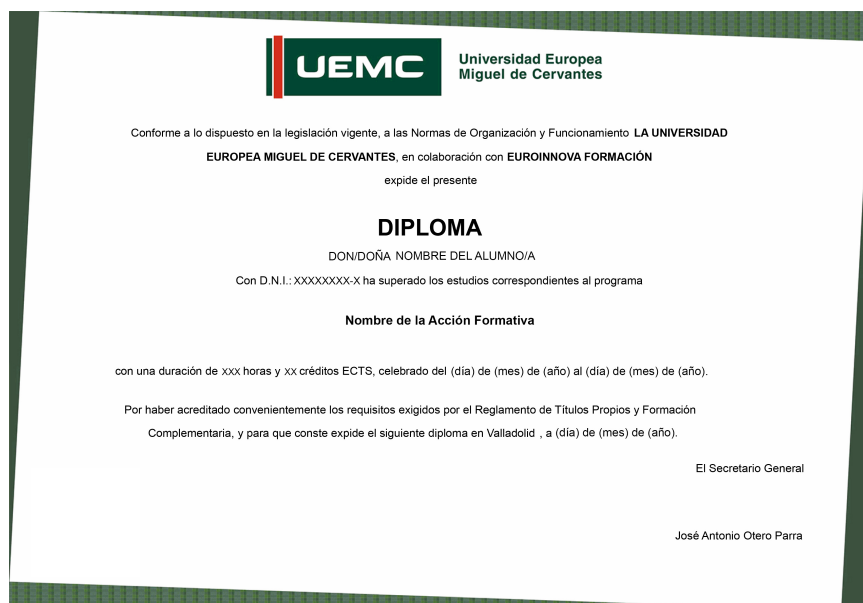 UEMC
Universidad Europea
Miguel de Cervantes
Conforme a lo dispuesto en la legislación vigente, a las Normas de Organización y Funcionamiento LA UNIVERSIDAD
EUROPEA MIGUEL DE CERVANTES, en colaboración con EUROINNOVA FORMACIÓN
expide el presente
DIPLOMA
DON/DOÑA NOMBRE DEL ALUMNO/A
Con D.N.I.: XXXXXXXX-X ha superado los estudios correspondientes al programa
Nombre de la Acción Formativa
con una duración de XXX horas y XX créditos ECTS, celebrado del (día) de (mes) de (año) al (día) de (mes) de (año).
Por haber acreditado convenientemente los requisitos exigidos por el Reglamento de Títulos Propios y Formación
Complementaria, y para que conste expide el siguiente diploma en Valladolid , a (día) de (mes) de (año).
El Secretario General
José Antonio Otero Parra